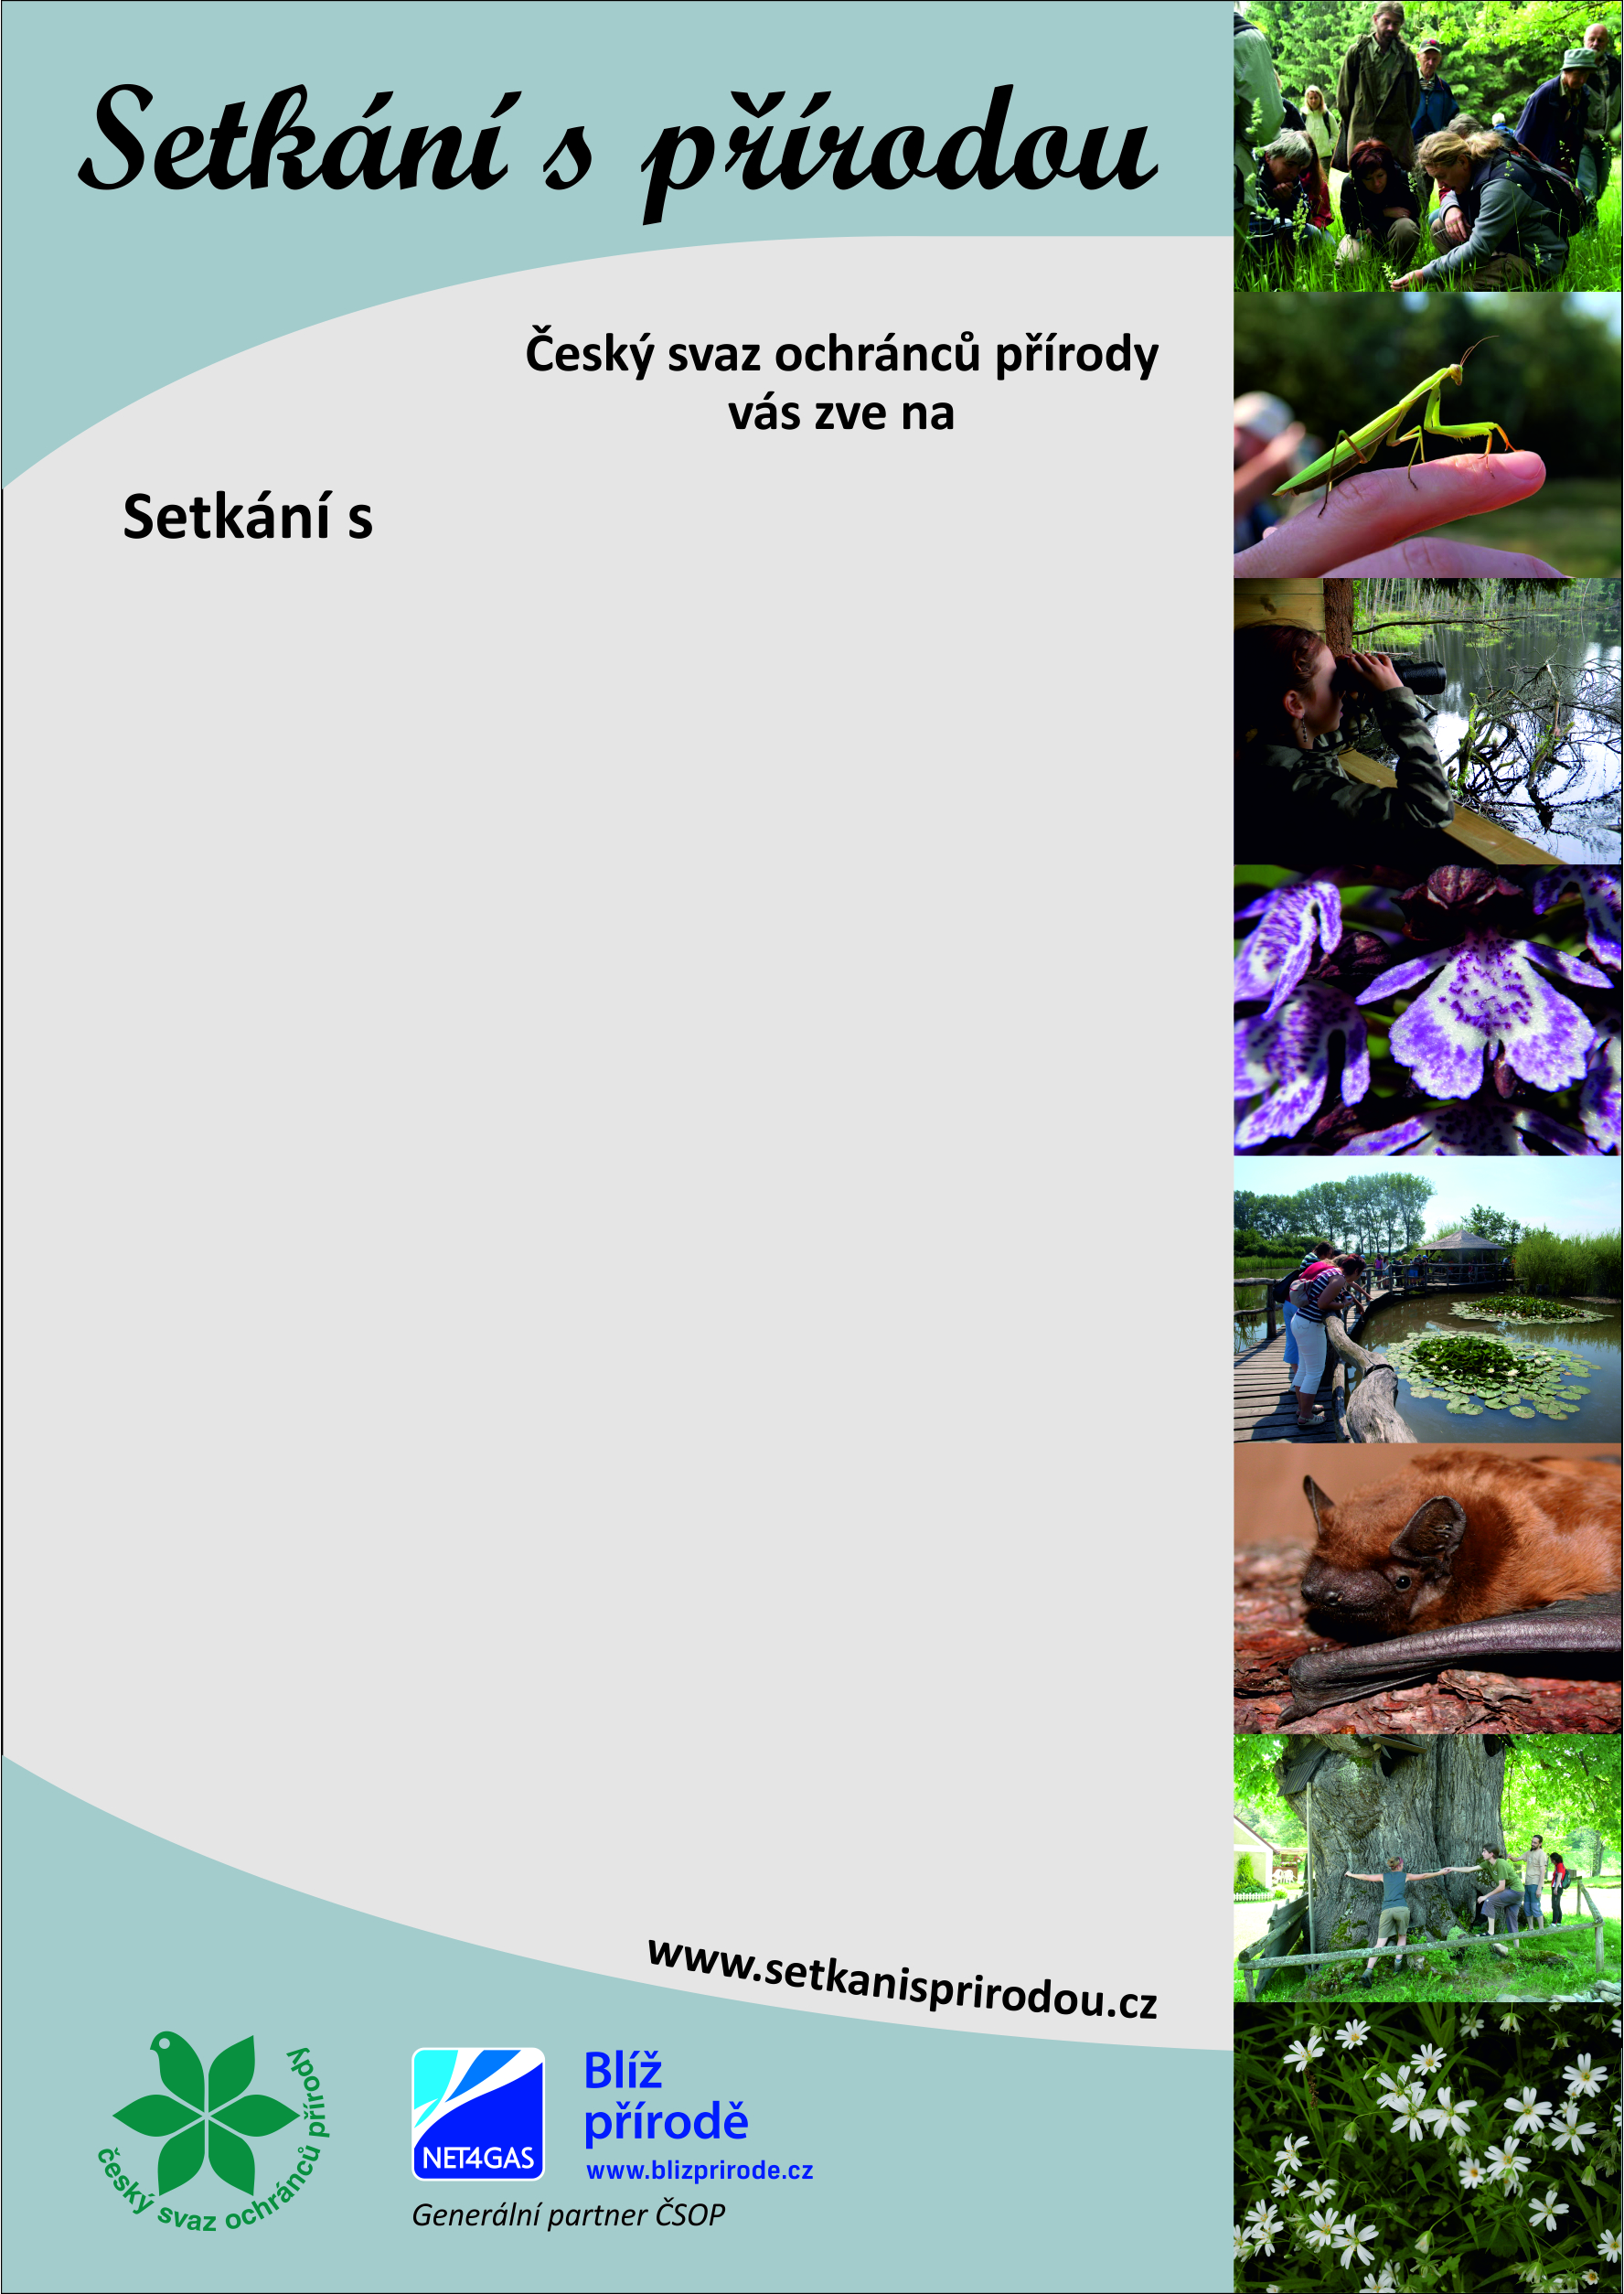 Setkání s přírodou
Český svaz ochránců přírody
vás zve na
Setkání s
www.setkanisprirodou.cz
český svaz ochránců přírody
NET4GAS
Blíž
přírodě
www.blizprirode.cz
Generální partner ČSOP